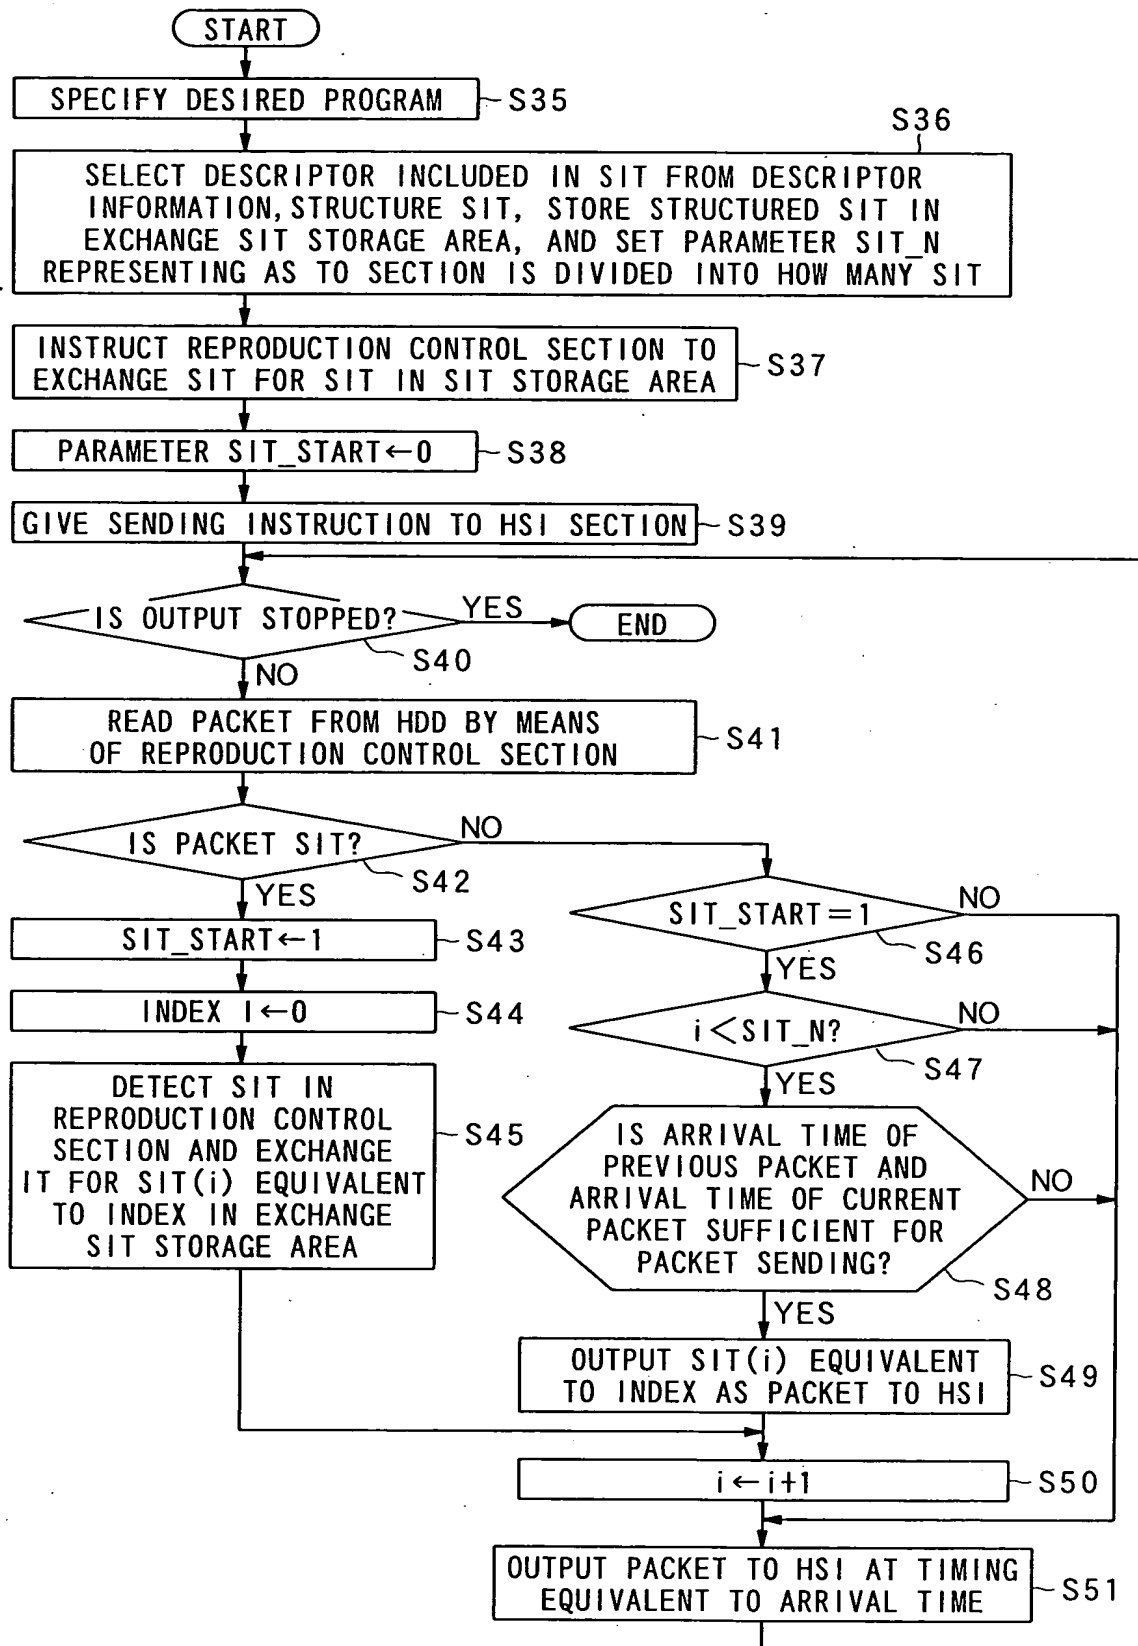 START
SPECIFY DESIRED PROGRAM
S35
S36
SELECT DESCRIPTOR INCLUDED IN SIT FROM DESCRIPTOR
INFORMATION, STRUCTURE SIT, STORE STRUCTURED SIT IN
EXCHANGE SIT STORAGE AREA, AND SET PARAMETER SIT_N
REPRESENTING AS TO SECTION IS DIVIDED INTO HOW MANY SIT
INSTRUCT REPRODUCTION CONTROL SECTION TO
EXCHANGE SIT FOR SIT IN SIT STORAGE AREA
S37
PARAMETER SIT_START←0
S38
GIVE SENDING INSTRUCTION TO HSI SECTION
S39
IS OUTPUT STOPPED?
YES
END
S40
NO
READ PACKET FROM HDD BY MEANS
OF REPRODUCTION CONTROL SECTION
S41
IS PACKET SIT?
NO
S42
YES
SIT_START←1
S43
INDEX I←0
S44
DETECT SIT IN
REPRODUCTION CONTROL
SECTION AND EXCHANGE
IT FOR SIT(i) EQUIVALENT
TO INDEX IN EXCHANGE
SIT STORAGE AREA
S45
SIT_START=1
NO
S46
YES
i<SIT_N?
NO
S47
YES
IS ARRIVAL TIME OF
PREVIOUS PACKET AND
ARRIVAL TIME OF CURRENT
PACKET SUFFICIENT FOR
PACKET SENDING?
NO
S48
YES
OUTPUT SIT(i) EQUIVALENT
TO INDEX AS PACKET TO HSI
S49
i←i+1
S50
OUTPUT PACKET TO HSI AT TIMING
EQUIVALENT TO ARRIVAL TIME
S51